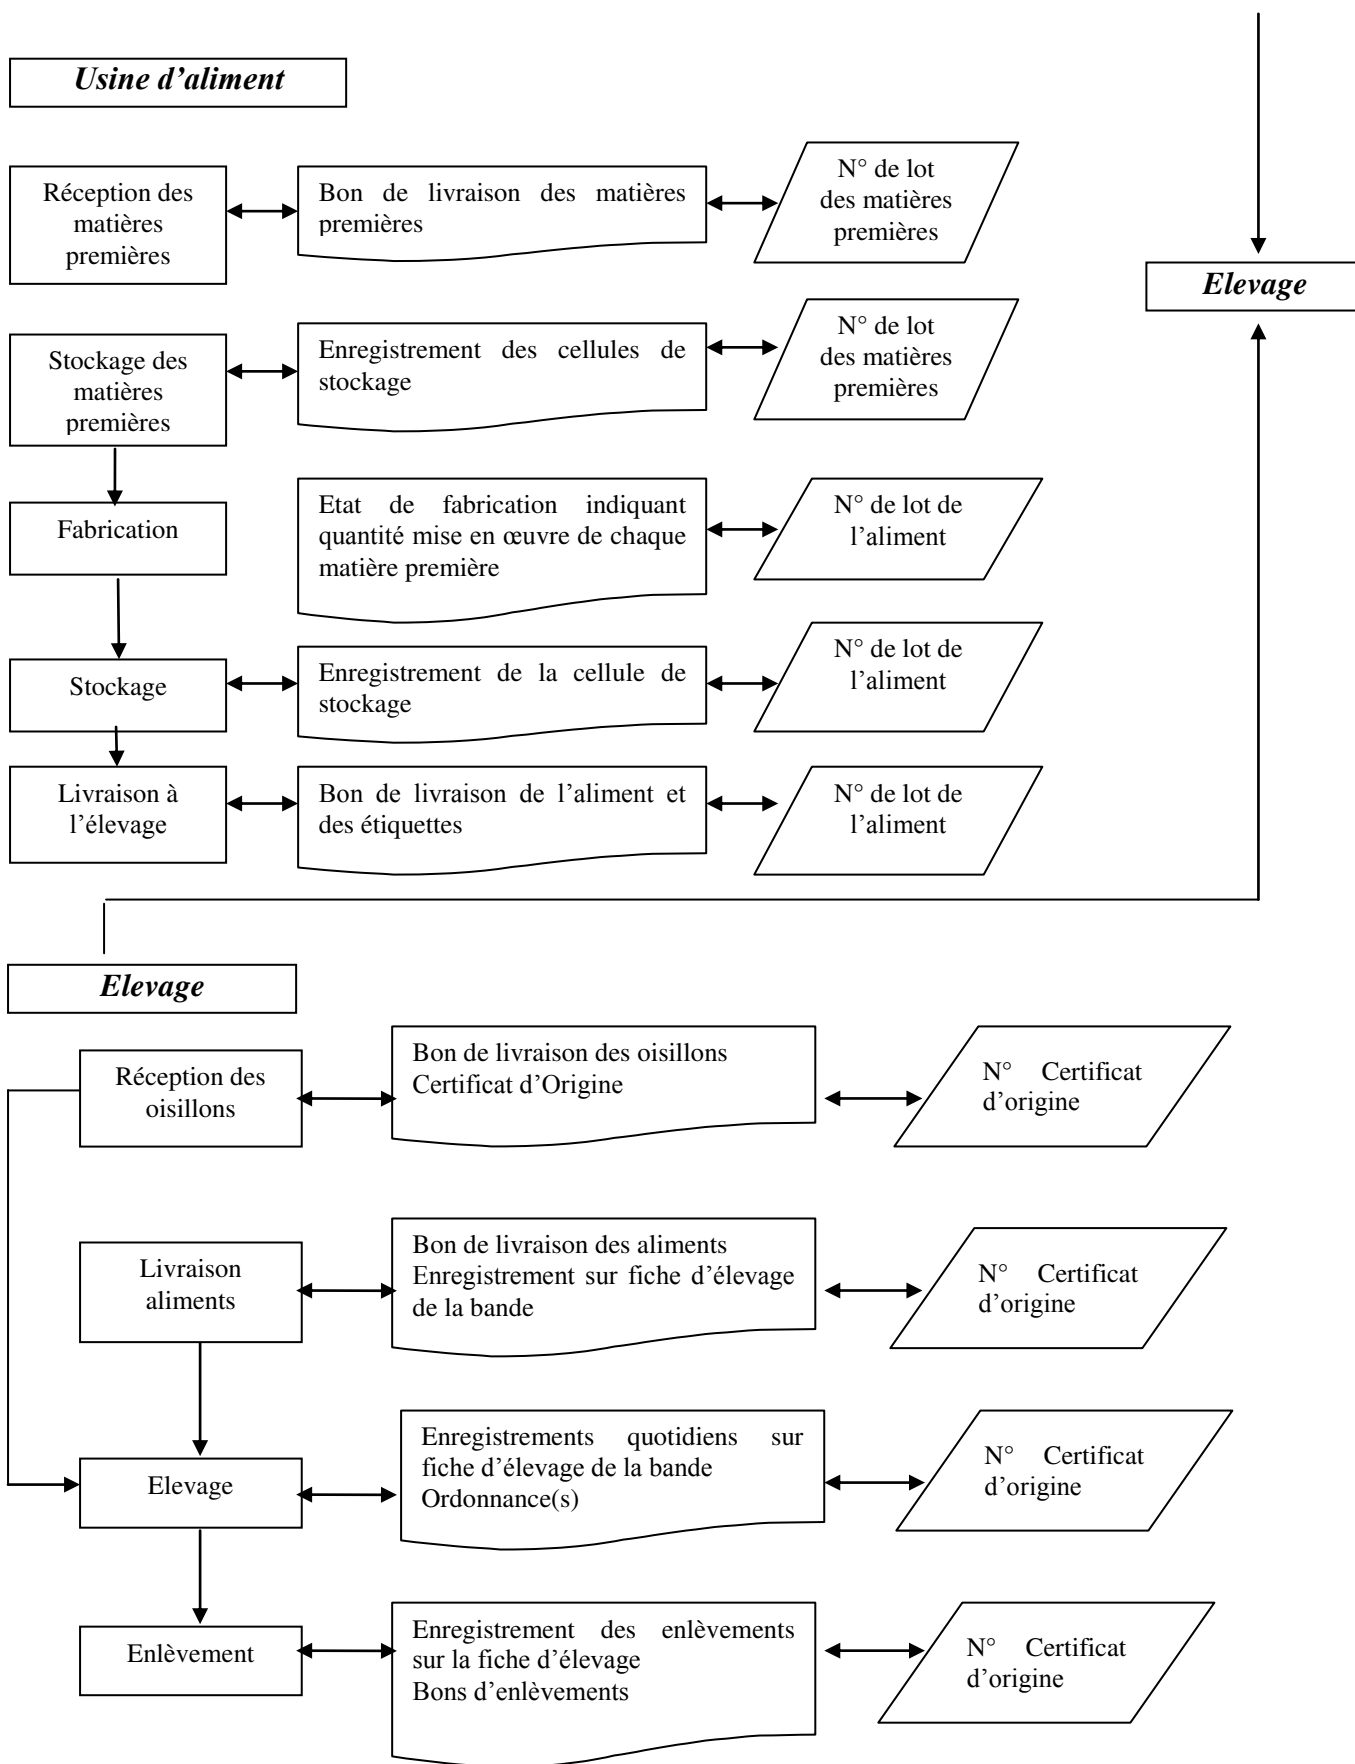 Usine d’aliment
Réception des
matières
premières
Bon de livraison des matières
premières
N° de lot
des matières
premières
Elevage
Stockage des
matières
premières
Enregistrement des cellules de
stockage
N° de lot
des matières
premières
Fabrication
Etat de fabrication indiquant
quantité mise en œuvre de chaque
matière première
N° de lot de
l’aliment
Stockage
Enregistrement de la cellule de
stockage
N° de lot de
l’aliment
Livraison à
l’élevage
Bon de livraison de l’aliment et
des étiquettes
N° de lot de
l’aliment
Elevage
Réception des
oisillons
Bon de livraison des oisillons
Certificat d’Origine
N° Certificat
d’origine
Livraison
aliments
Bon de livraison des aliments
Enregistrement sur fiche d’élevage
de la bande
N° Certificat
d’origine
Elevage
Enregistrements quotidiens sur
fiche d’élevage de la bande
Ordonnance(s)
N° Certificat
d’origine
Enlèvement
Enregistrement des enlèvements
sur la fiche d’élevage
Bons d’enlèvements
N° Certificat
d’origine